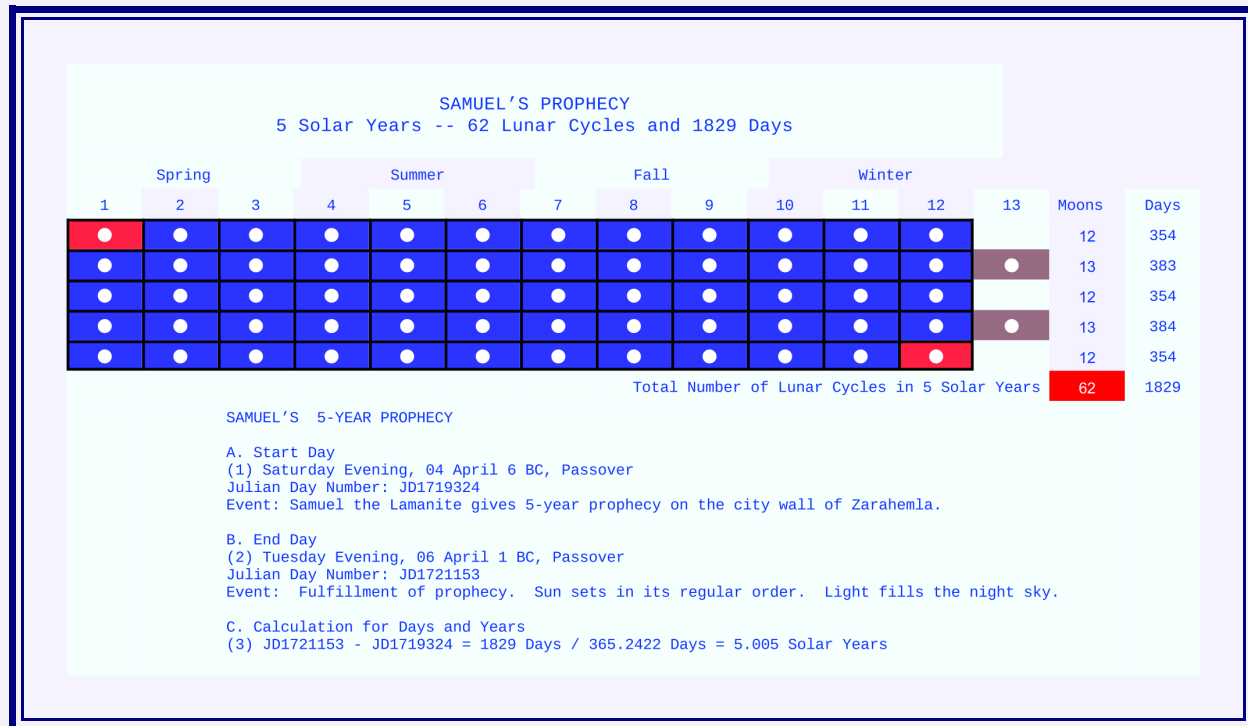 SAMUEL’S PROPHECY
5 Solar Years -- 62 Lunar Cycles and 1829 Days
Spring Summer Fall Winter
1 2 3 4 5 6 7 8 9 10 11 12 13 Moons Days
12 354
13 383
12 354
13 384
12 354
Total Number of Lunar Cycles in 5 Solar Years 62 1829
SAMUEL’S  5-YEAR PROPHECY
A. Start Day
(1) Saturday Evening, 04 April 6 BC, Passover
Julian Day Number: JD1719324
Event: Samuel the Lamanite gives 5-year prophecy on the city wall of Zarahemla.
B. End Day
(2) Tuesday Evening, 06 April 1 BC, Passover
Julian Day Number: JD1721153
Event:  Fulfillment of prophecy.  Sun sets in its regular order.  Light fills the night sky.
C. Calculation for Days and Years
(3) JD1721153 - JD1719324 = 1829 Days / 365.2422 Days = 5.005 Solar Years